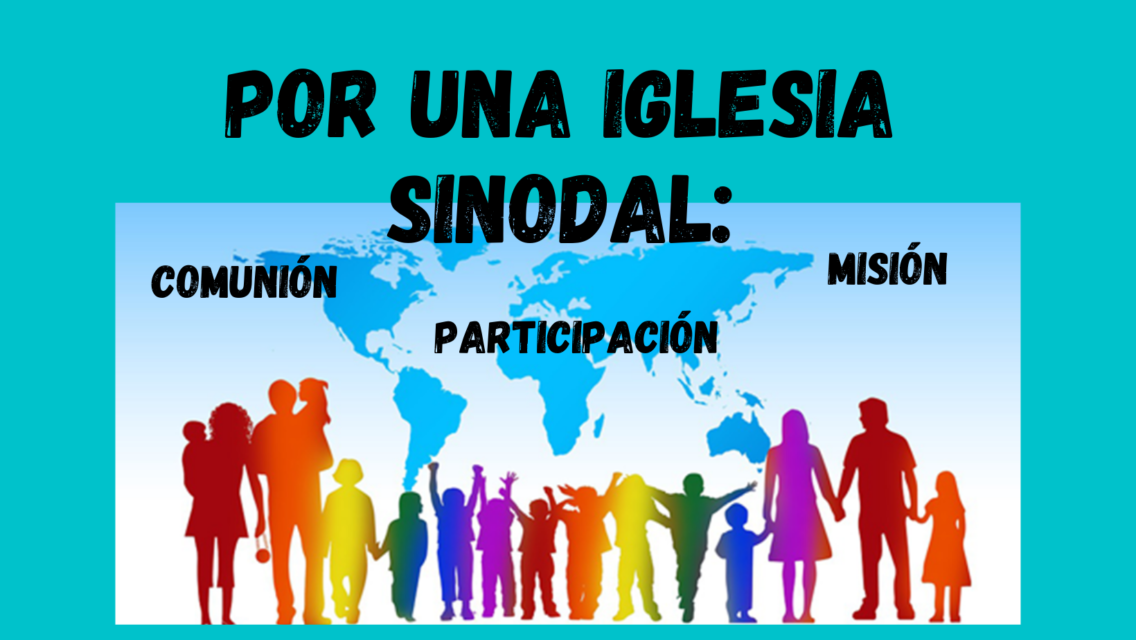 POR UNA IGLESIA
SINODAL:
COMUNIÓN
PARTICIPACIÓN
MISIÓN